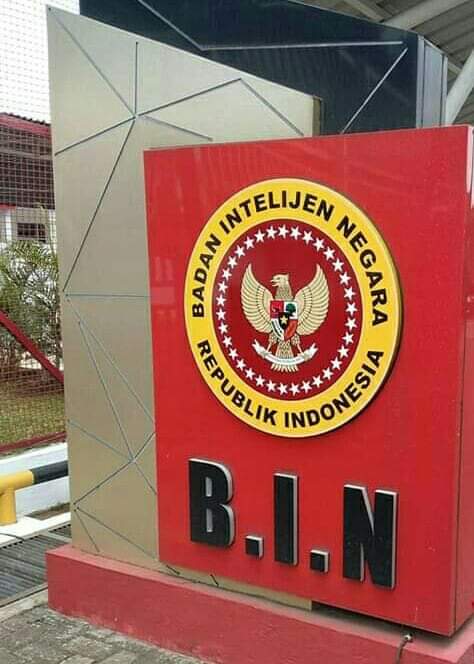 BADAN INTELIJEN NEGARA
REPUBLIK INDONESIA
B.I.N